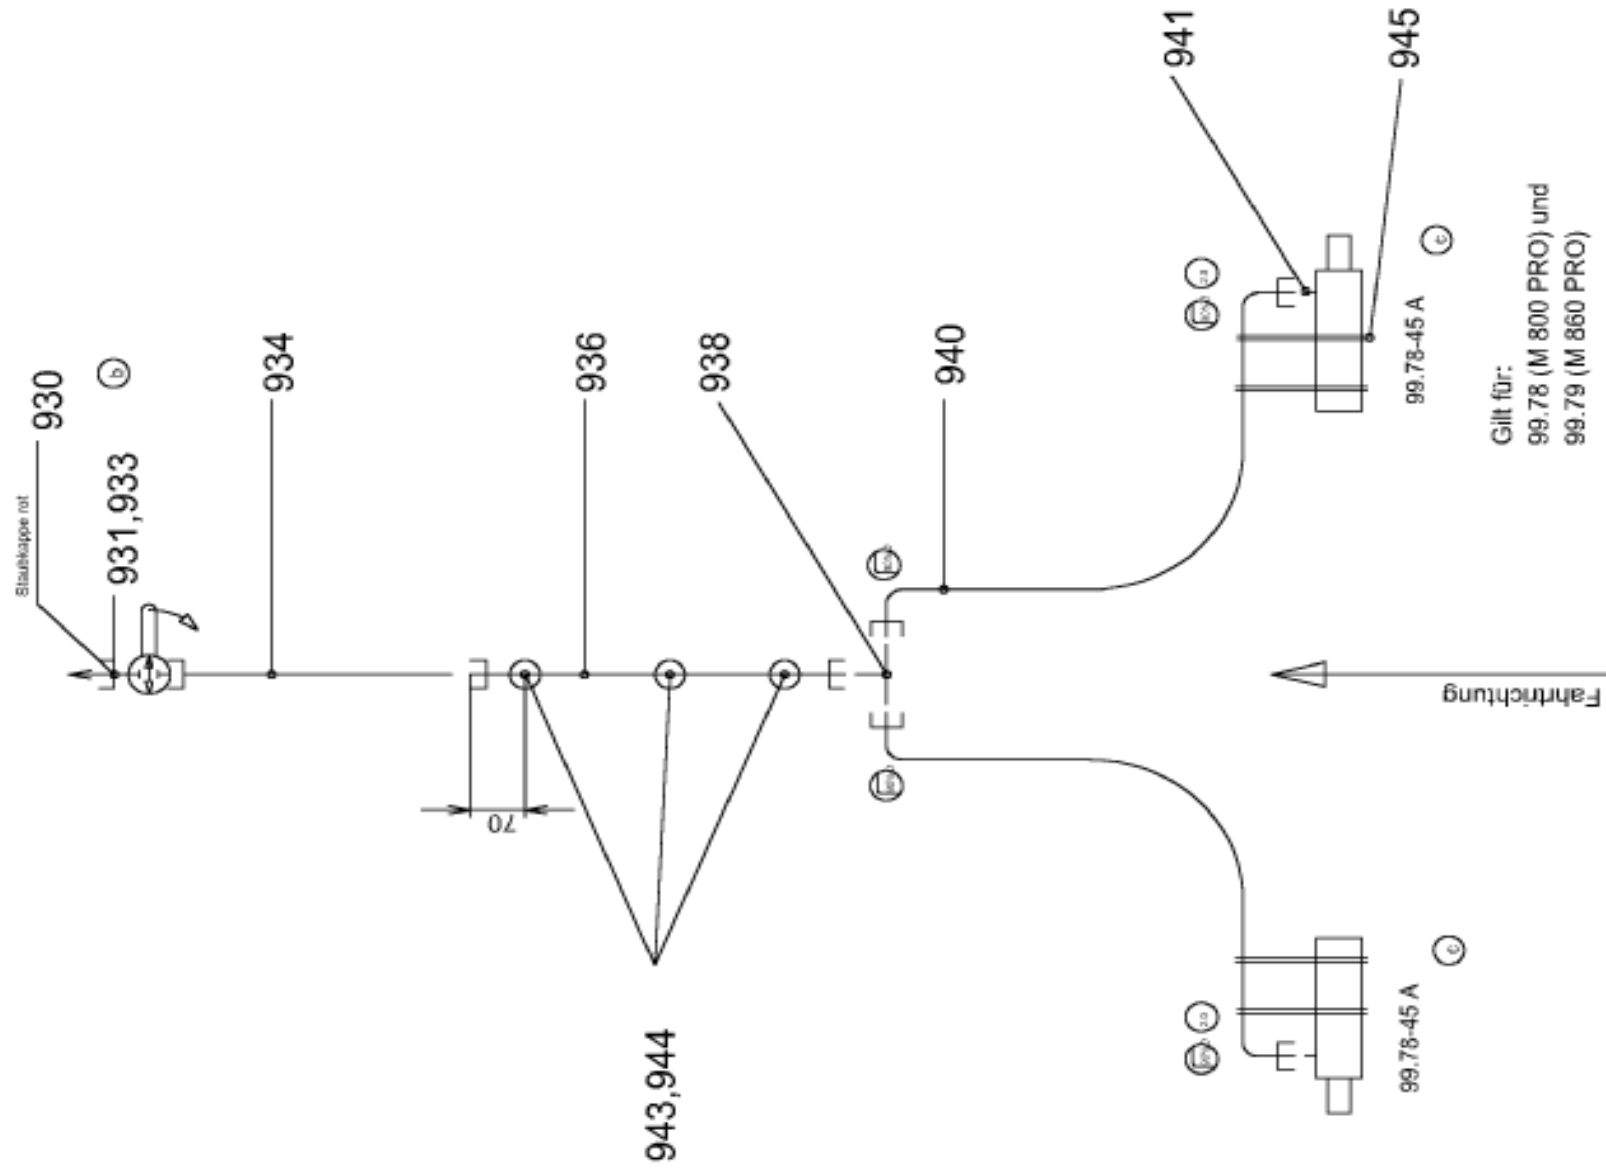 Staubkappe rot
930
b
931,933
934
936
938
940
941
945
70
943,944
99.78-45 A
c
99.78-45 A
c
Gilt für:
99.78 (M 800 PRO) und
99.79 (M 860 PRO)
Fahrtrichtung